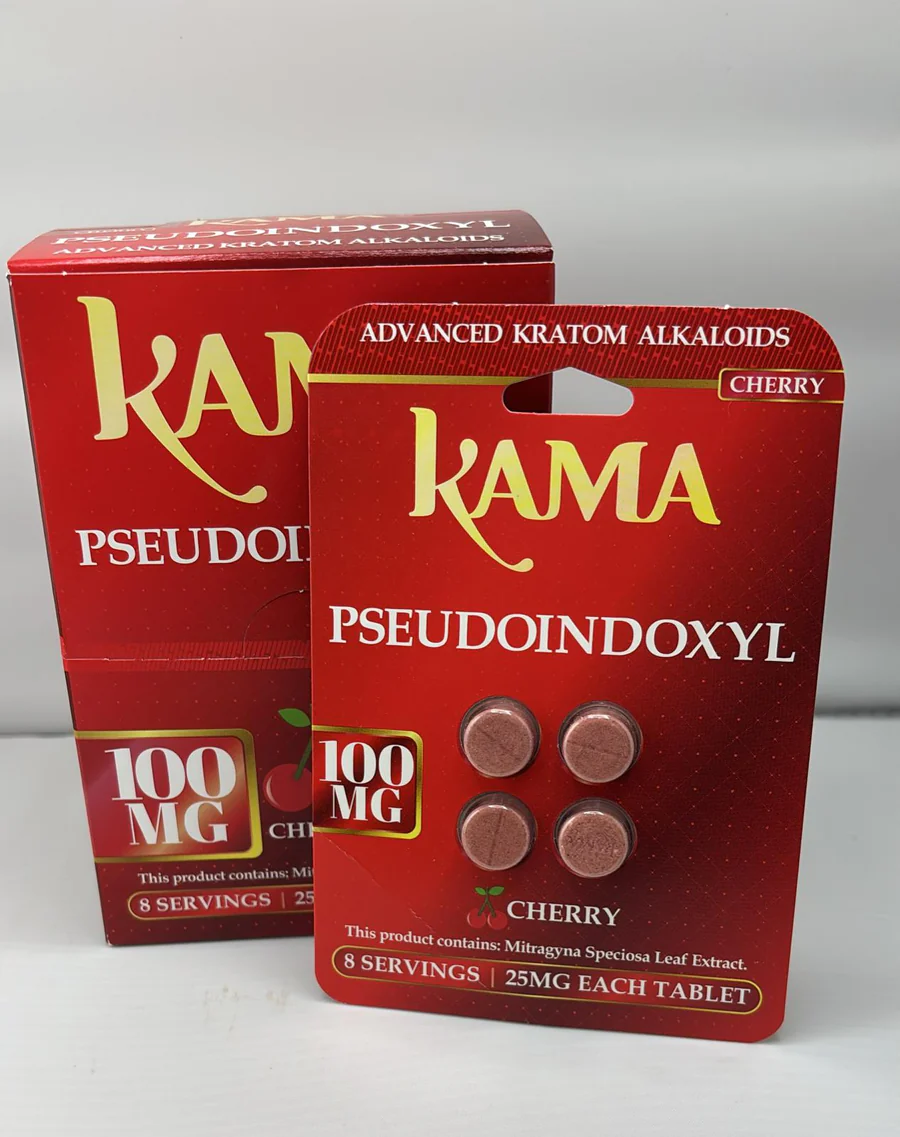 KAMA
PSEUDOINDOXYL
ADVANCED KRATOM ALKALOIDS
KAM
PSEUDOI
100
MG
CH
This product contains: Mi
8 SERVINGS | 25
ADVANCED KRATOM ALKALOIDS
CHERRY
KAMA
PSEUDOINDOXYL
100
MG
CHERRY
This product contains: Mitragyna Speciosa Leaf Extract.
8 SERVINGS | 25MG EACH TABLET